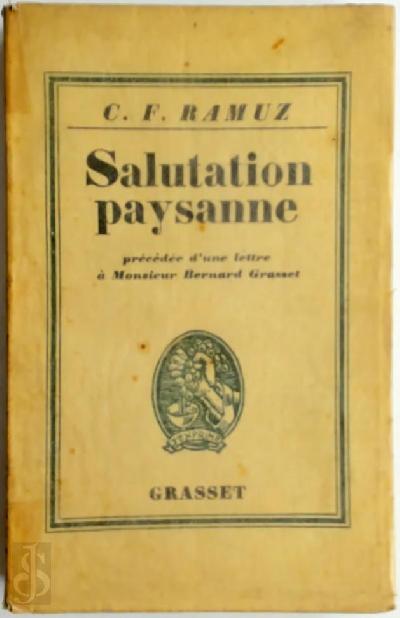 C. F. RAMUZ
Salutation
paysanne
précédée d'une lettre
à Monsieur Bernard Grasset
GRASSET